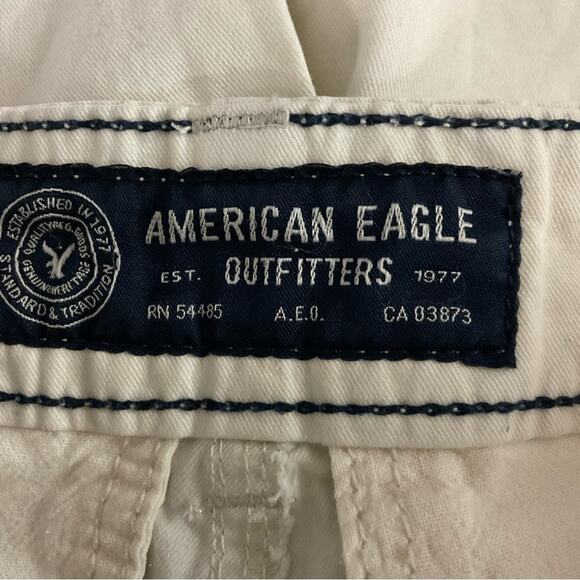 ESTABLISHED IN 1977
STANDARD & TRADITION
AMERICAN EAGLE
EST. OUTFITTERS 1977
RN 54485 A.E.O. CA 03873